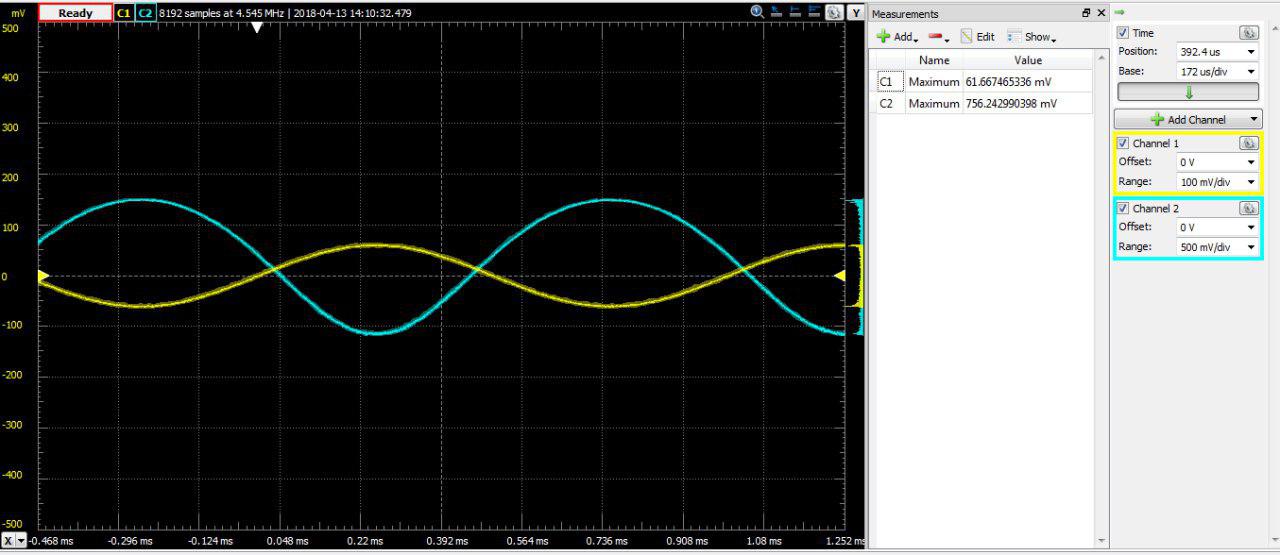 mV Ready C1 C2 8192 samples at 4.545 MHz | 2018-04-13 14:10:32.479 Y
500
400
300
200
100
0
-100
-200
-300
-400
-500
X -0.468 ms -0.296 ms -0.124 ms 0.048 ms 0.22 ms 0.392 ms 0.564 ms 0.736 ms 0.908 ms 1.08 ms 1.252 ms
Measurements
Add Edit Show
Name Value
C1 Maximum 61.667465336 mV
C2 Maximum 756.242990398 mV
Time
Position: 392.4 us
Base: 172 us/div
Add Channel
Channel 1
Offset: 0 V
Range: 100 mV/div
Channel 2
Offset: 0 V
Range: 500 mV/div